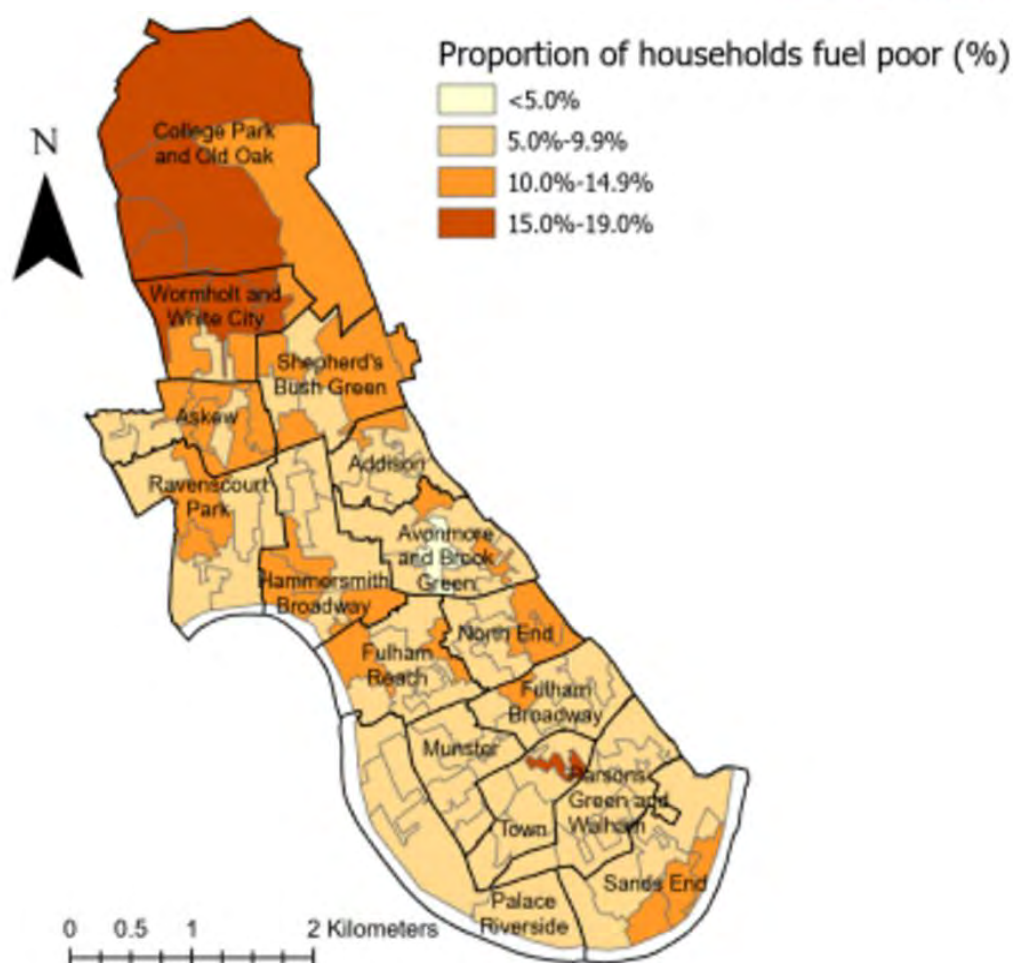 Proportion of households fuel poor (%)
<5.0%
5.0%-9.9%
10.0%-14.9%
15.0%-19.0%
N
College Park
and Old Oak
Wormholt and
White City
Shepherd's
Bush Green
Askew
Addison
Ravenscourt
Park
Avonmore
and Brook
Green
Hammersmith
Broadway
North End
Fulham
Reach
Fulham
Broadway
Munster
Parsons
Green and
Walham
Town
Sands End
Palace
Riverside
0 0.5 1 2 Kilometers